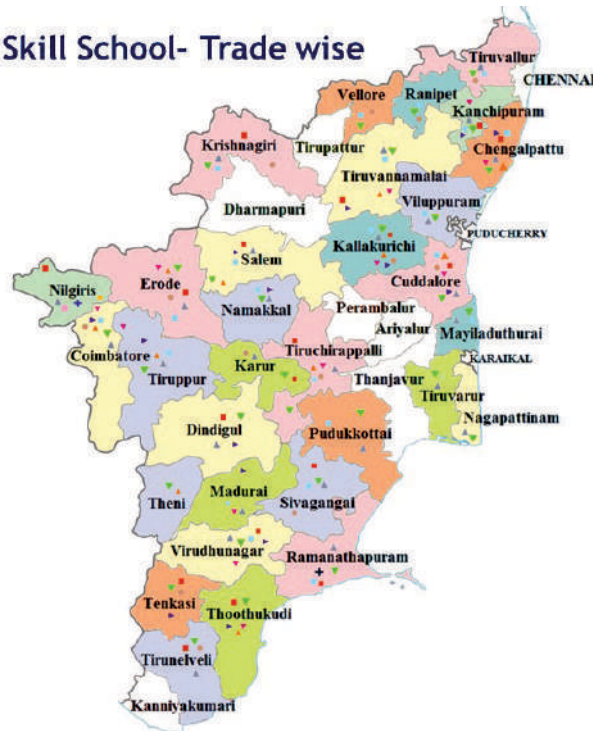 Skill School- Trade wise
Tiruvallur
CHENNAI
Vellore
Ranipet
Kanchipuram
Krishnagiri
Tirupattur
Chengalpattu
Tiruvannamalai
Viluppuram
Dharmapuri
PUDUCHERRY
Kallakurichi
Salem
Cuddalore
Nilgiris
Erode
Namakkal
Perambalur
Ariyalur
Mayiladuthurai
Coimbatore
Tiruchirappalli
KARAIKAL
Karur
Tiruppur
Thanjavur
Tiruvarur
Nagapattinam
Dindigul
Pudukkottai
Theni
Madurai
Sivagangai
Virudhunagar
Ramanathapuram
Tenkasi
Thoothukudi
Tirunelveli
Kanniyakumari